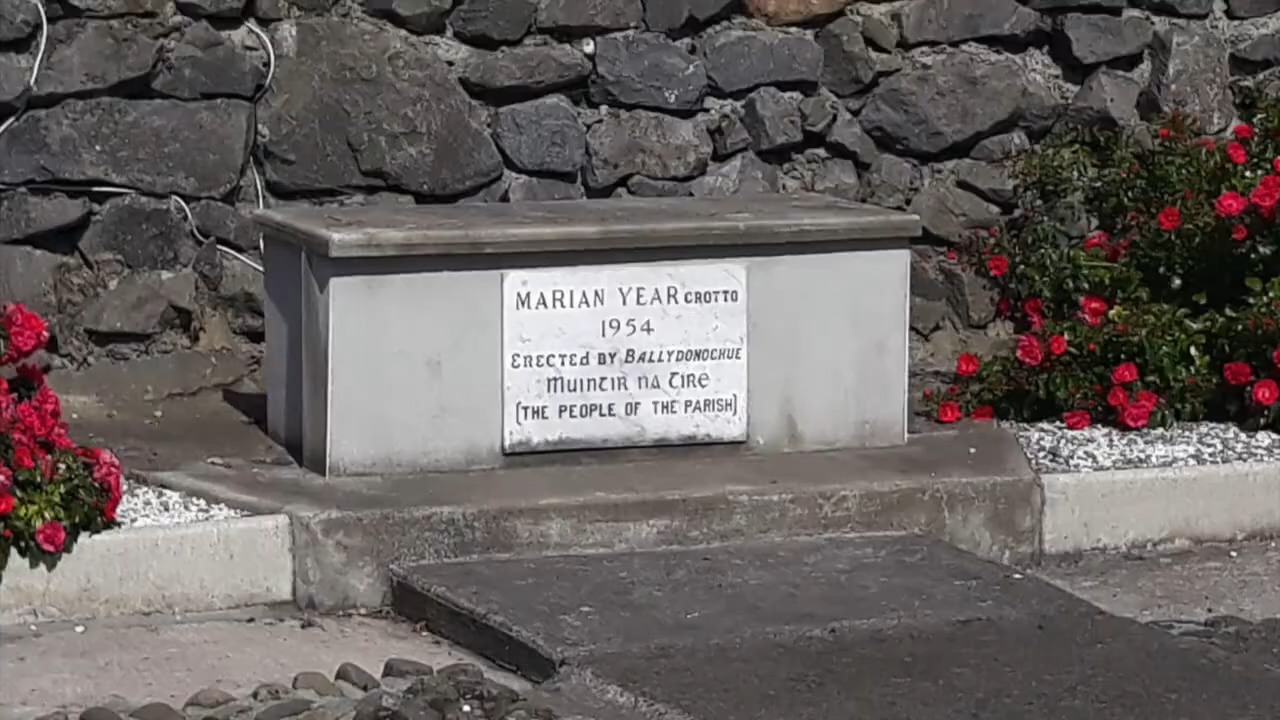 MARIAN YEAR GROTTO
1954
ERECTED BY BALLYDONOGHUE
MUINTIR NA TIRE
(THE PEOPLE OF THE PARISH)